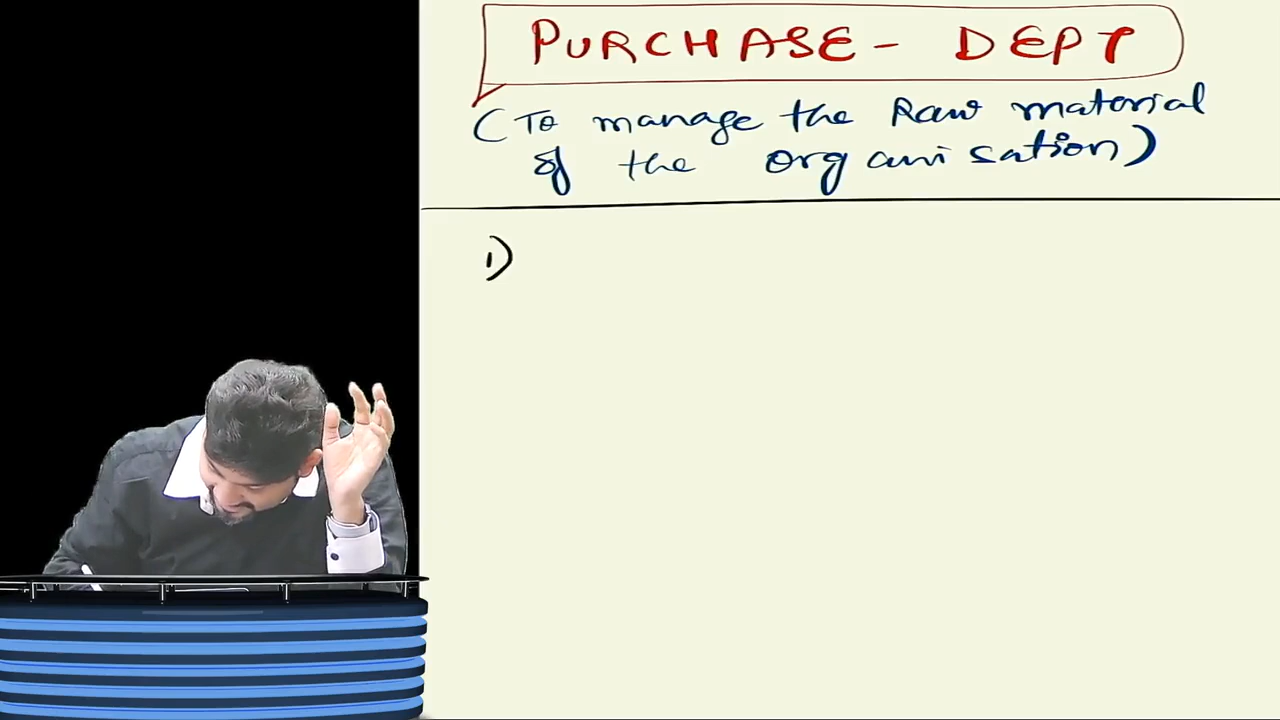 PURCHASE - DEPT
(To manage the Raw material
of the organisation)
1)